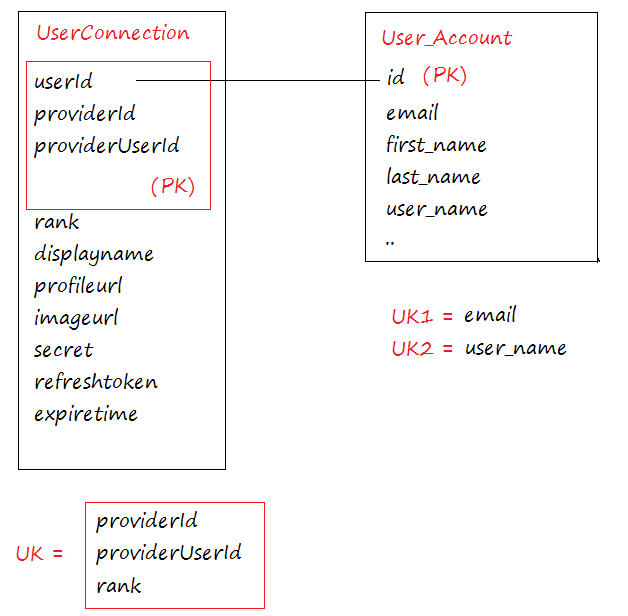 UserConnection
userId
providerId
providerUserId
(PK)
rank
displayname
profileurl
imageurl
secret
refreshtoken
expiretime
User_Account
id (PK)
email
first_name
last_name
user_name
..
UK1 = email
UK2 = user_name
UK =
providerId
providerUserId
rank